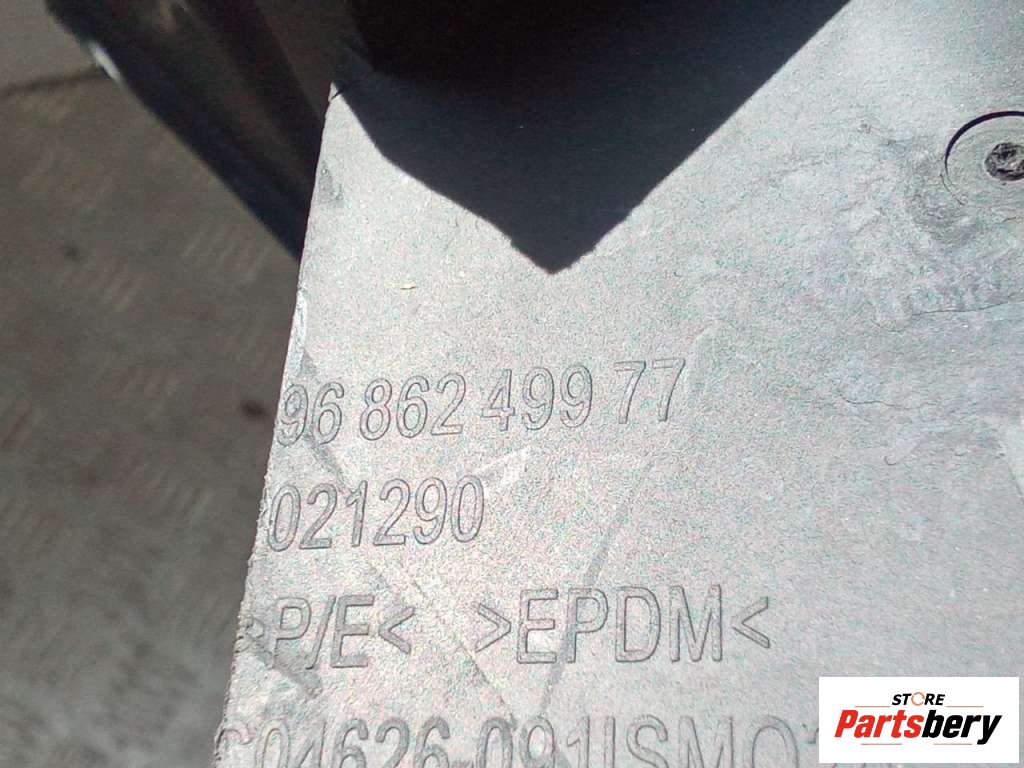 96 862 499 77
021290
>P/E< >EPDM<
STORE
Partsbery